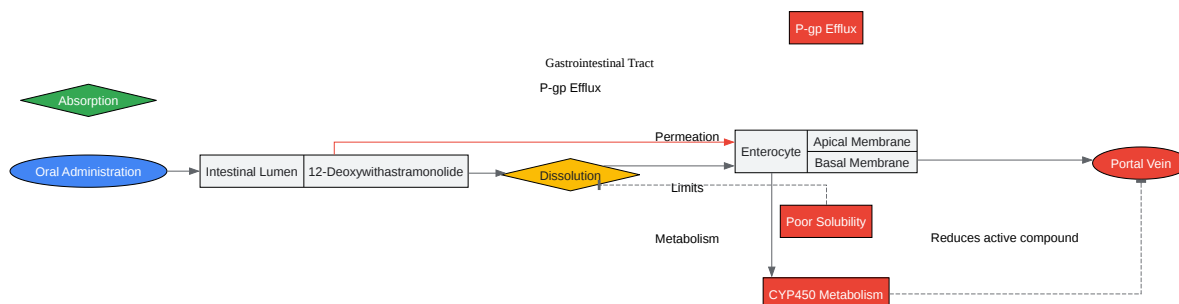 P-gp Efflux
Gastrointestinal Tract
P-gp Efflux
Absorption
Permeation
Oral Administration
Intestinal Lumen
12-Deoxywithastramonolide
Dissolution
Enterocyte
Apical Membrane
Basal Membrane
Portal Vein
Limits
Poor Solubility
Metabolism
Reduces active compound
CYP450 Metabolism